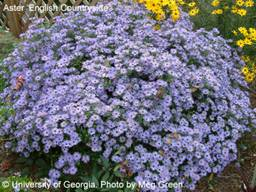 Aster 'English Countryside'
© University of Georgia. Photo by Meg Green